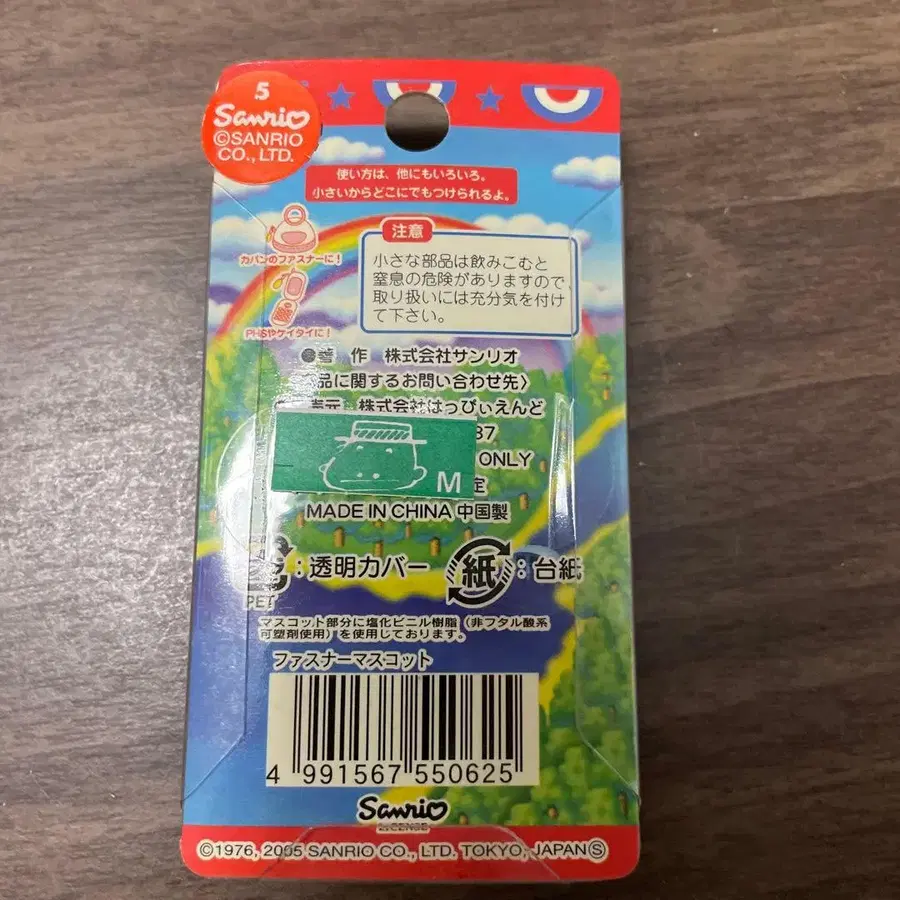 5
Sanrio
©SANRIO
CO., LTD.
使い方は、他にもいろいろ。
小さいからどこにでもつけられるよ。
カバンのファスナーに!
PHSやケイタイに!
注意
小さな部品は飲みこむと
窒息の危険がありますので、
取り扱いには充分気を付け
て下さい。
●著 作 株式会社サンリオ
品に関するお問い合わせ先〉
元 株式会社はっぴぃえんど
37
ONLY
定
M
MADE IN CHINA 中国製
PET
:透明カバー
紙
:台紙
マスコット部分に塩化ビニル樹脂(非フタル酸系
可塑剤使用)を使用しております。
ファスナーマスコット
4 991567 550625
Sanrio
LICENSE
©1976, 2005 SANRIO CO., LTD. TOKYO, JAPAN Ⓢ